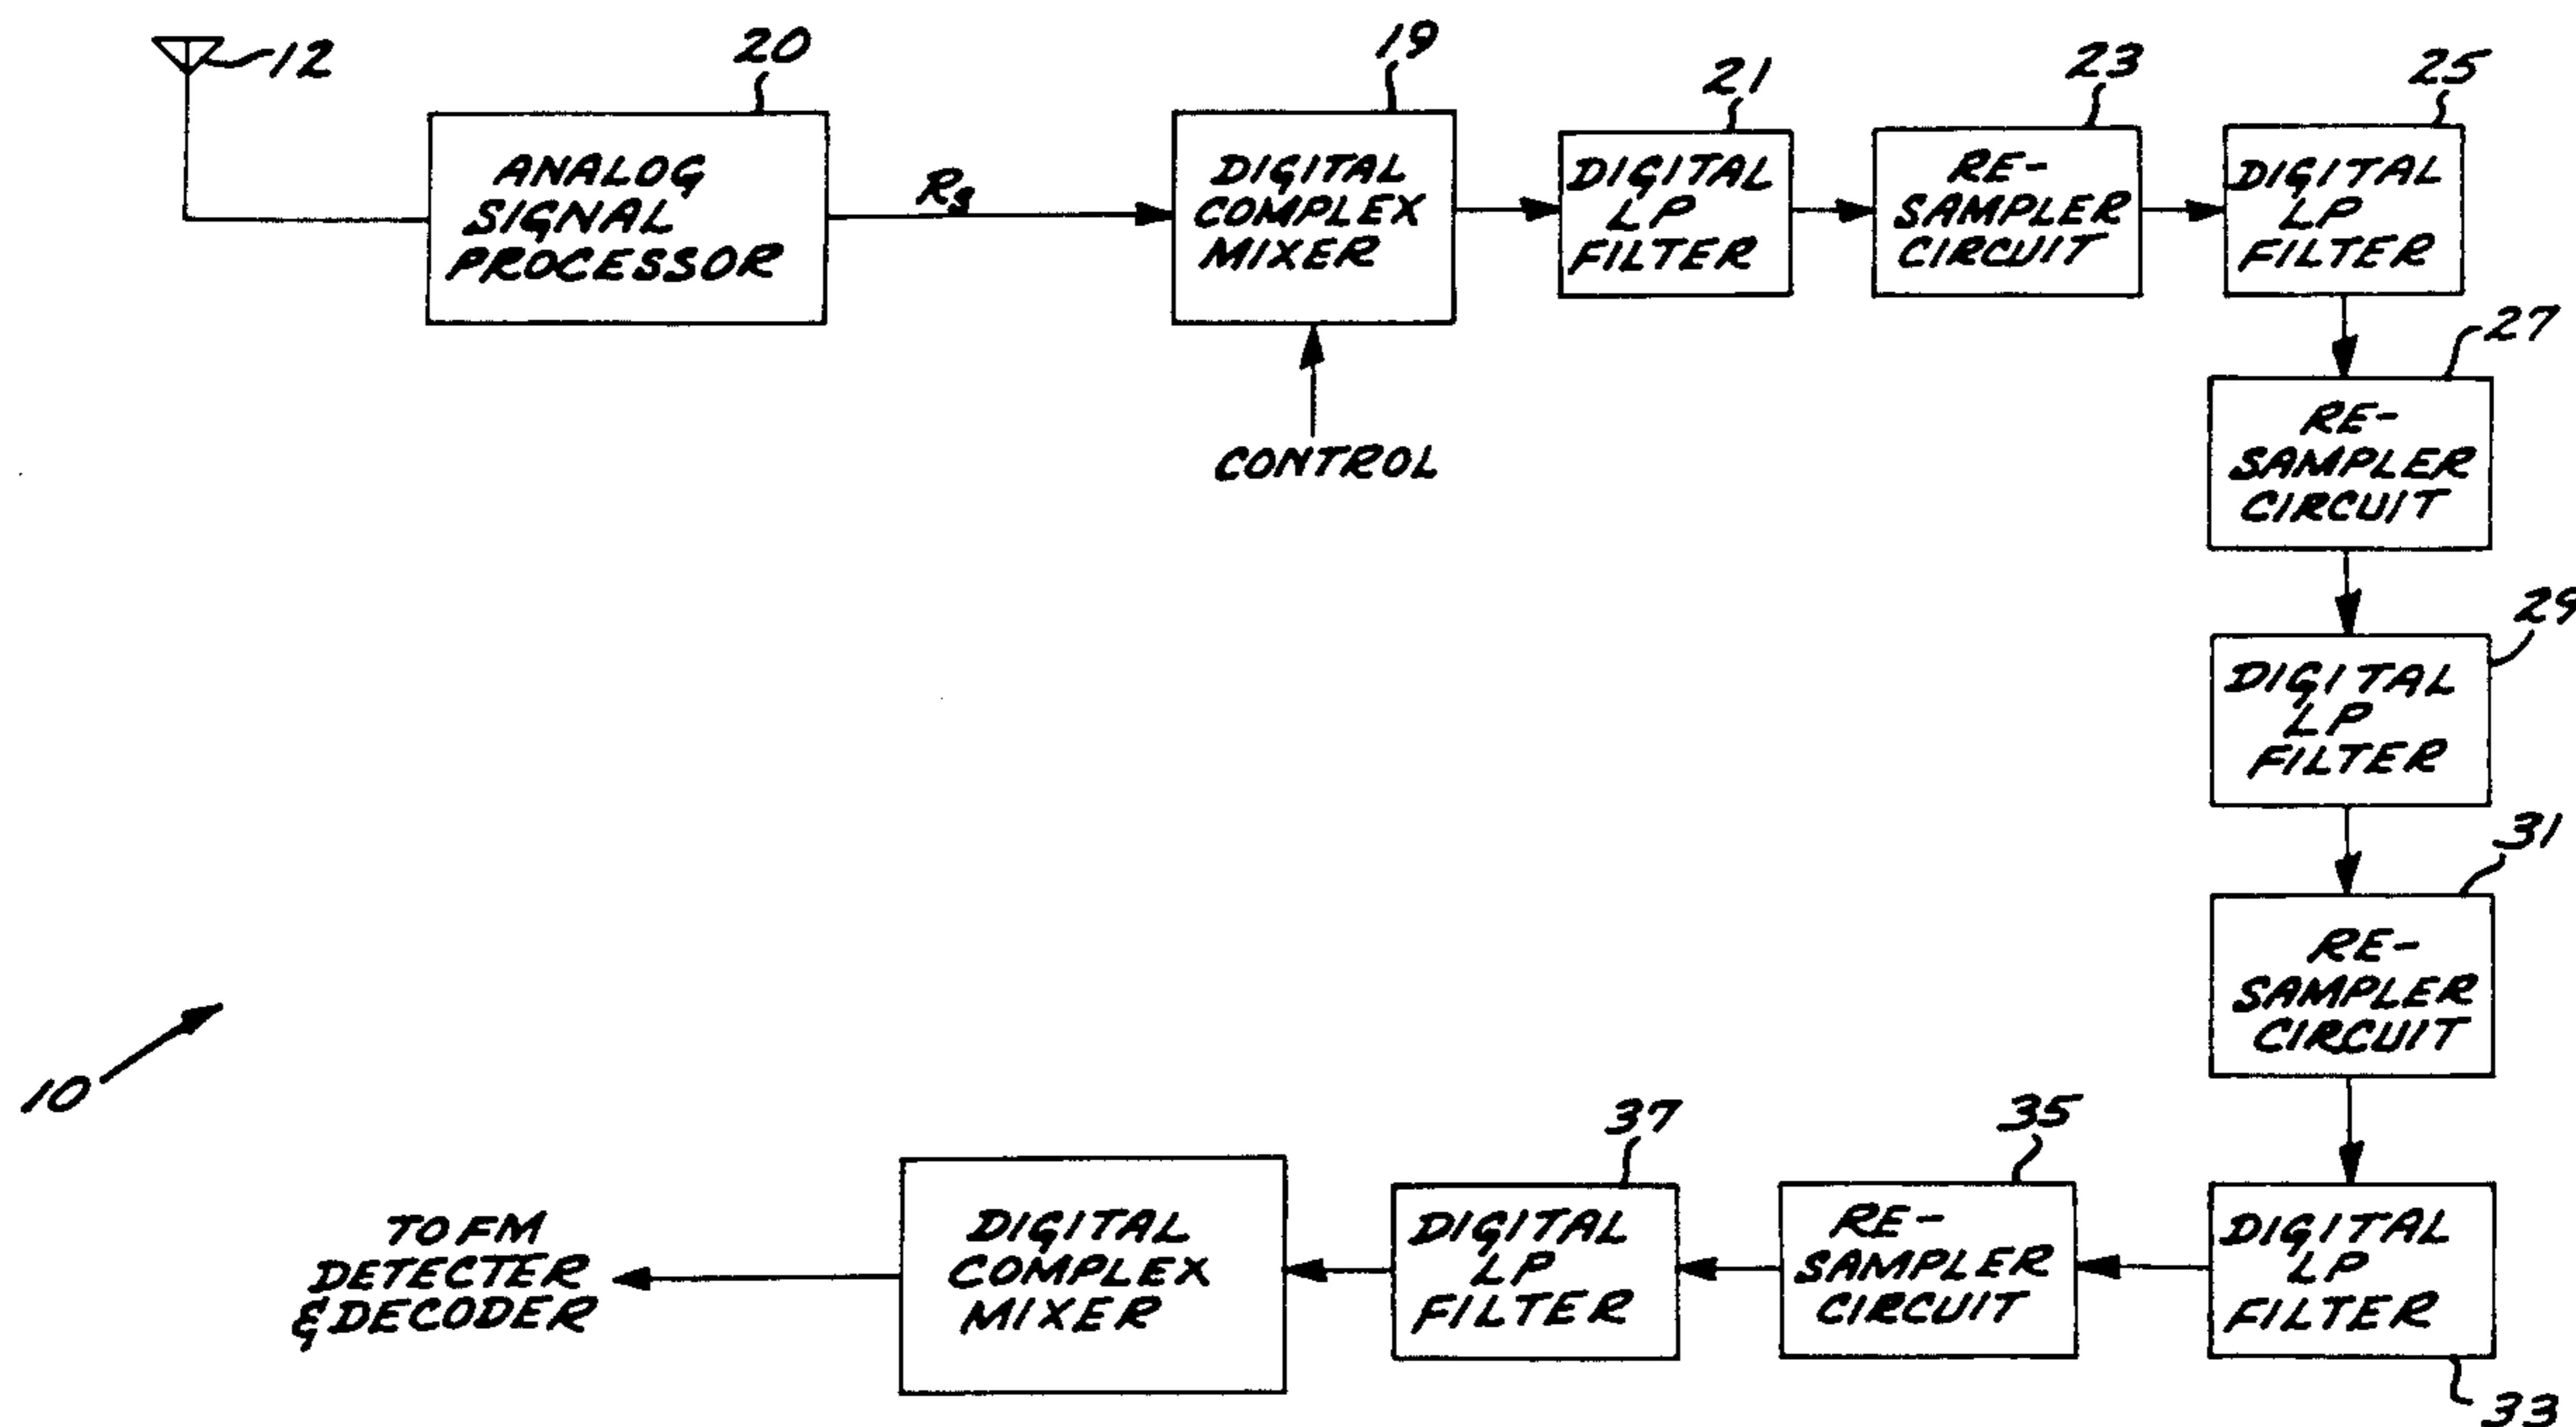 12
20
ANALOG
SIGNAL
PROCESSOR
Rs
19
DIGITAL
COMPLEX
MIXER
CONTROL
21
DIGITAL
LP
FILTER
23
RE-
SAMPLER
CIRCUIT
25
DIGITAL
LP
FILTER
27
RE-
SAMPLER
CIRCUIT
29
DIGITAL
LP
FILTER
31
RE-
SAMPLER
CIRCUIT
DIGITAL
LP
FILTER
33
35
RE-
SAMPLER
CIRCUIT
37
DIGITAL
LP
FILTER
DIGITAL
COMPLEX
MIXER
TO FM
DETECTER
& DECODER
10